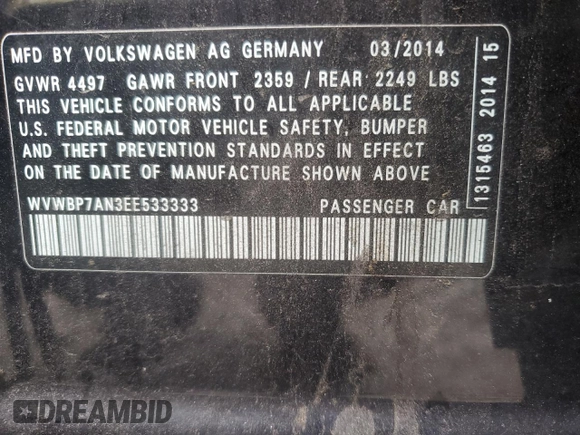 MFD BY VOLKSWAGEN AG GERMANY 03/2014
GVWR 4497 GAWR FRONT 2359 / REAR 2249 LBS
THIS VEHICLE CONFORMS TO ALL APPLICABLE
U.S. FEDERAL MOTOR VEHICLE SAFETY, BUMPER
AND THEFT PREVENTION STANDARDS IN EFFECT
ON THE DATE OF MANUFACTURE SHOWN ABOVE
WVWBP7AN3EE533333 PASSENGER CAR
1315463 2014 15
DREAMBID